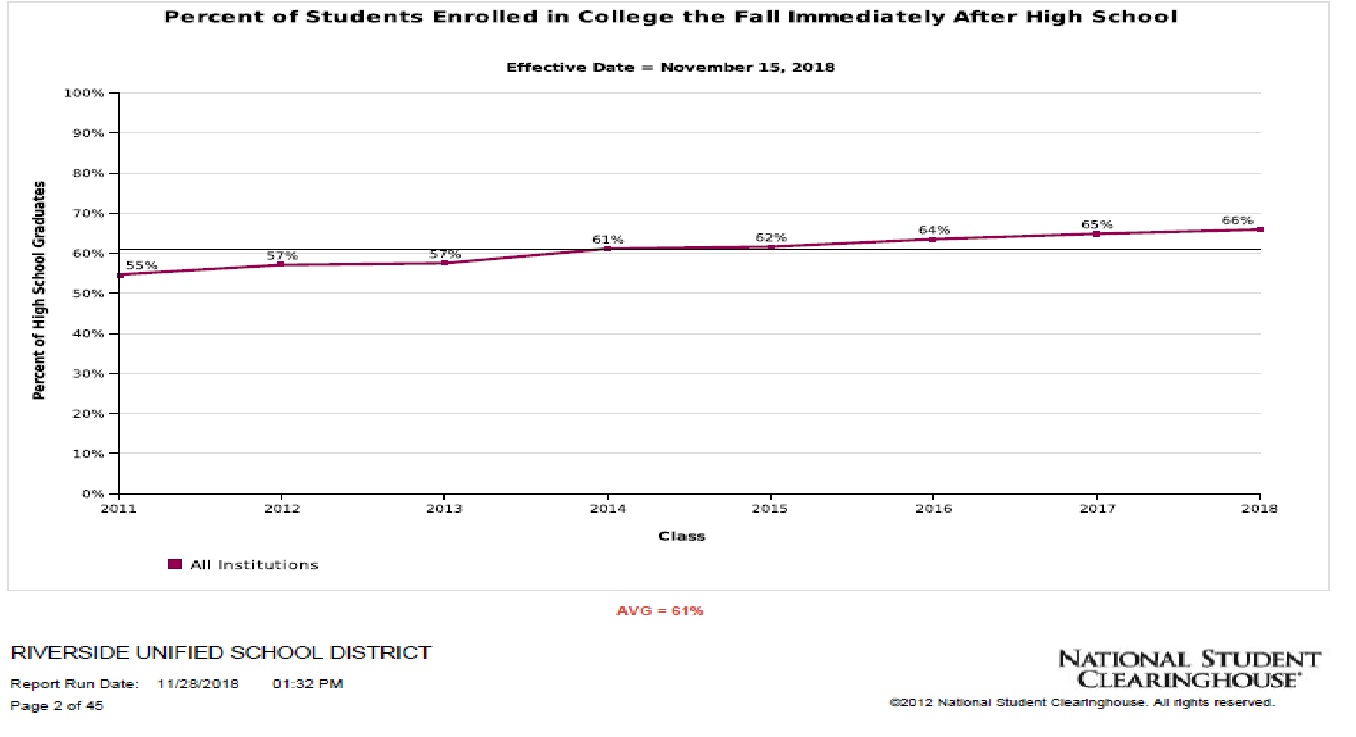 Percent of Students Enrolled in College the Fall Immediately After High School
Effective Date = November 15, 2018
Percent of High School Graduates
100%
90%
80%
70%
60%
50%
40%
30%
20%
10%
0%
55%
57%
57%
61%
62%
64%
65%
66%
2011 2012 2013 2014 2015 2016 2017 2018
Class
All Institutions
AVG = 61%
RIVERSIDE UNIFIED SCHOOL DISTRICT
Report Run Date: 11/28/2018 01:32 PM
Page 2 of 45
NATIONAL STUDENT
CLEARINGHOUSE®
©2012 National Student Clearinghouse. All rights reserved.